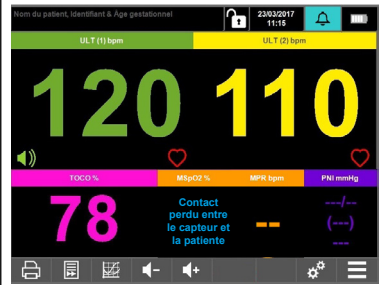 Nom du patient, Identifiant & Âge gestationnel
23/03/2017
11:15
ULT (1) bpm
ULT (2) bpm
120
110
TOCO %
MSpO2 %
MPR bpm
PNI mmHg
78
Contact
perdu entre
le capteur et
la patiente
--
---/--
(---)
---